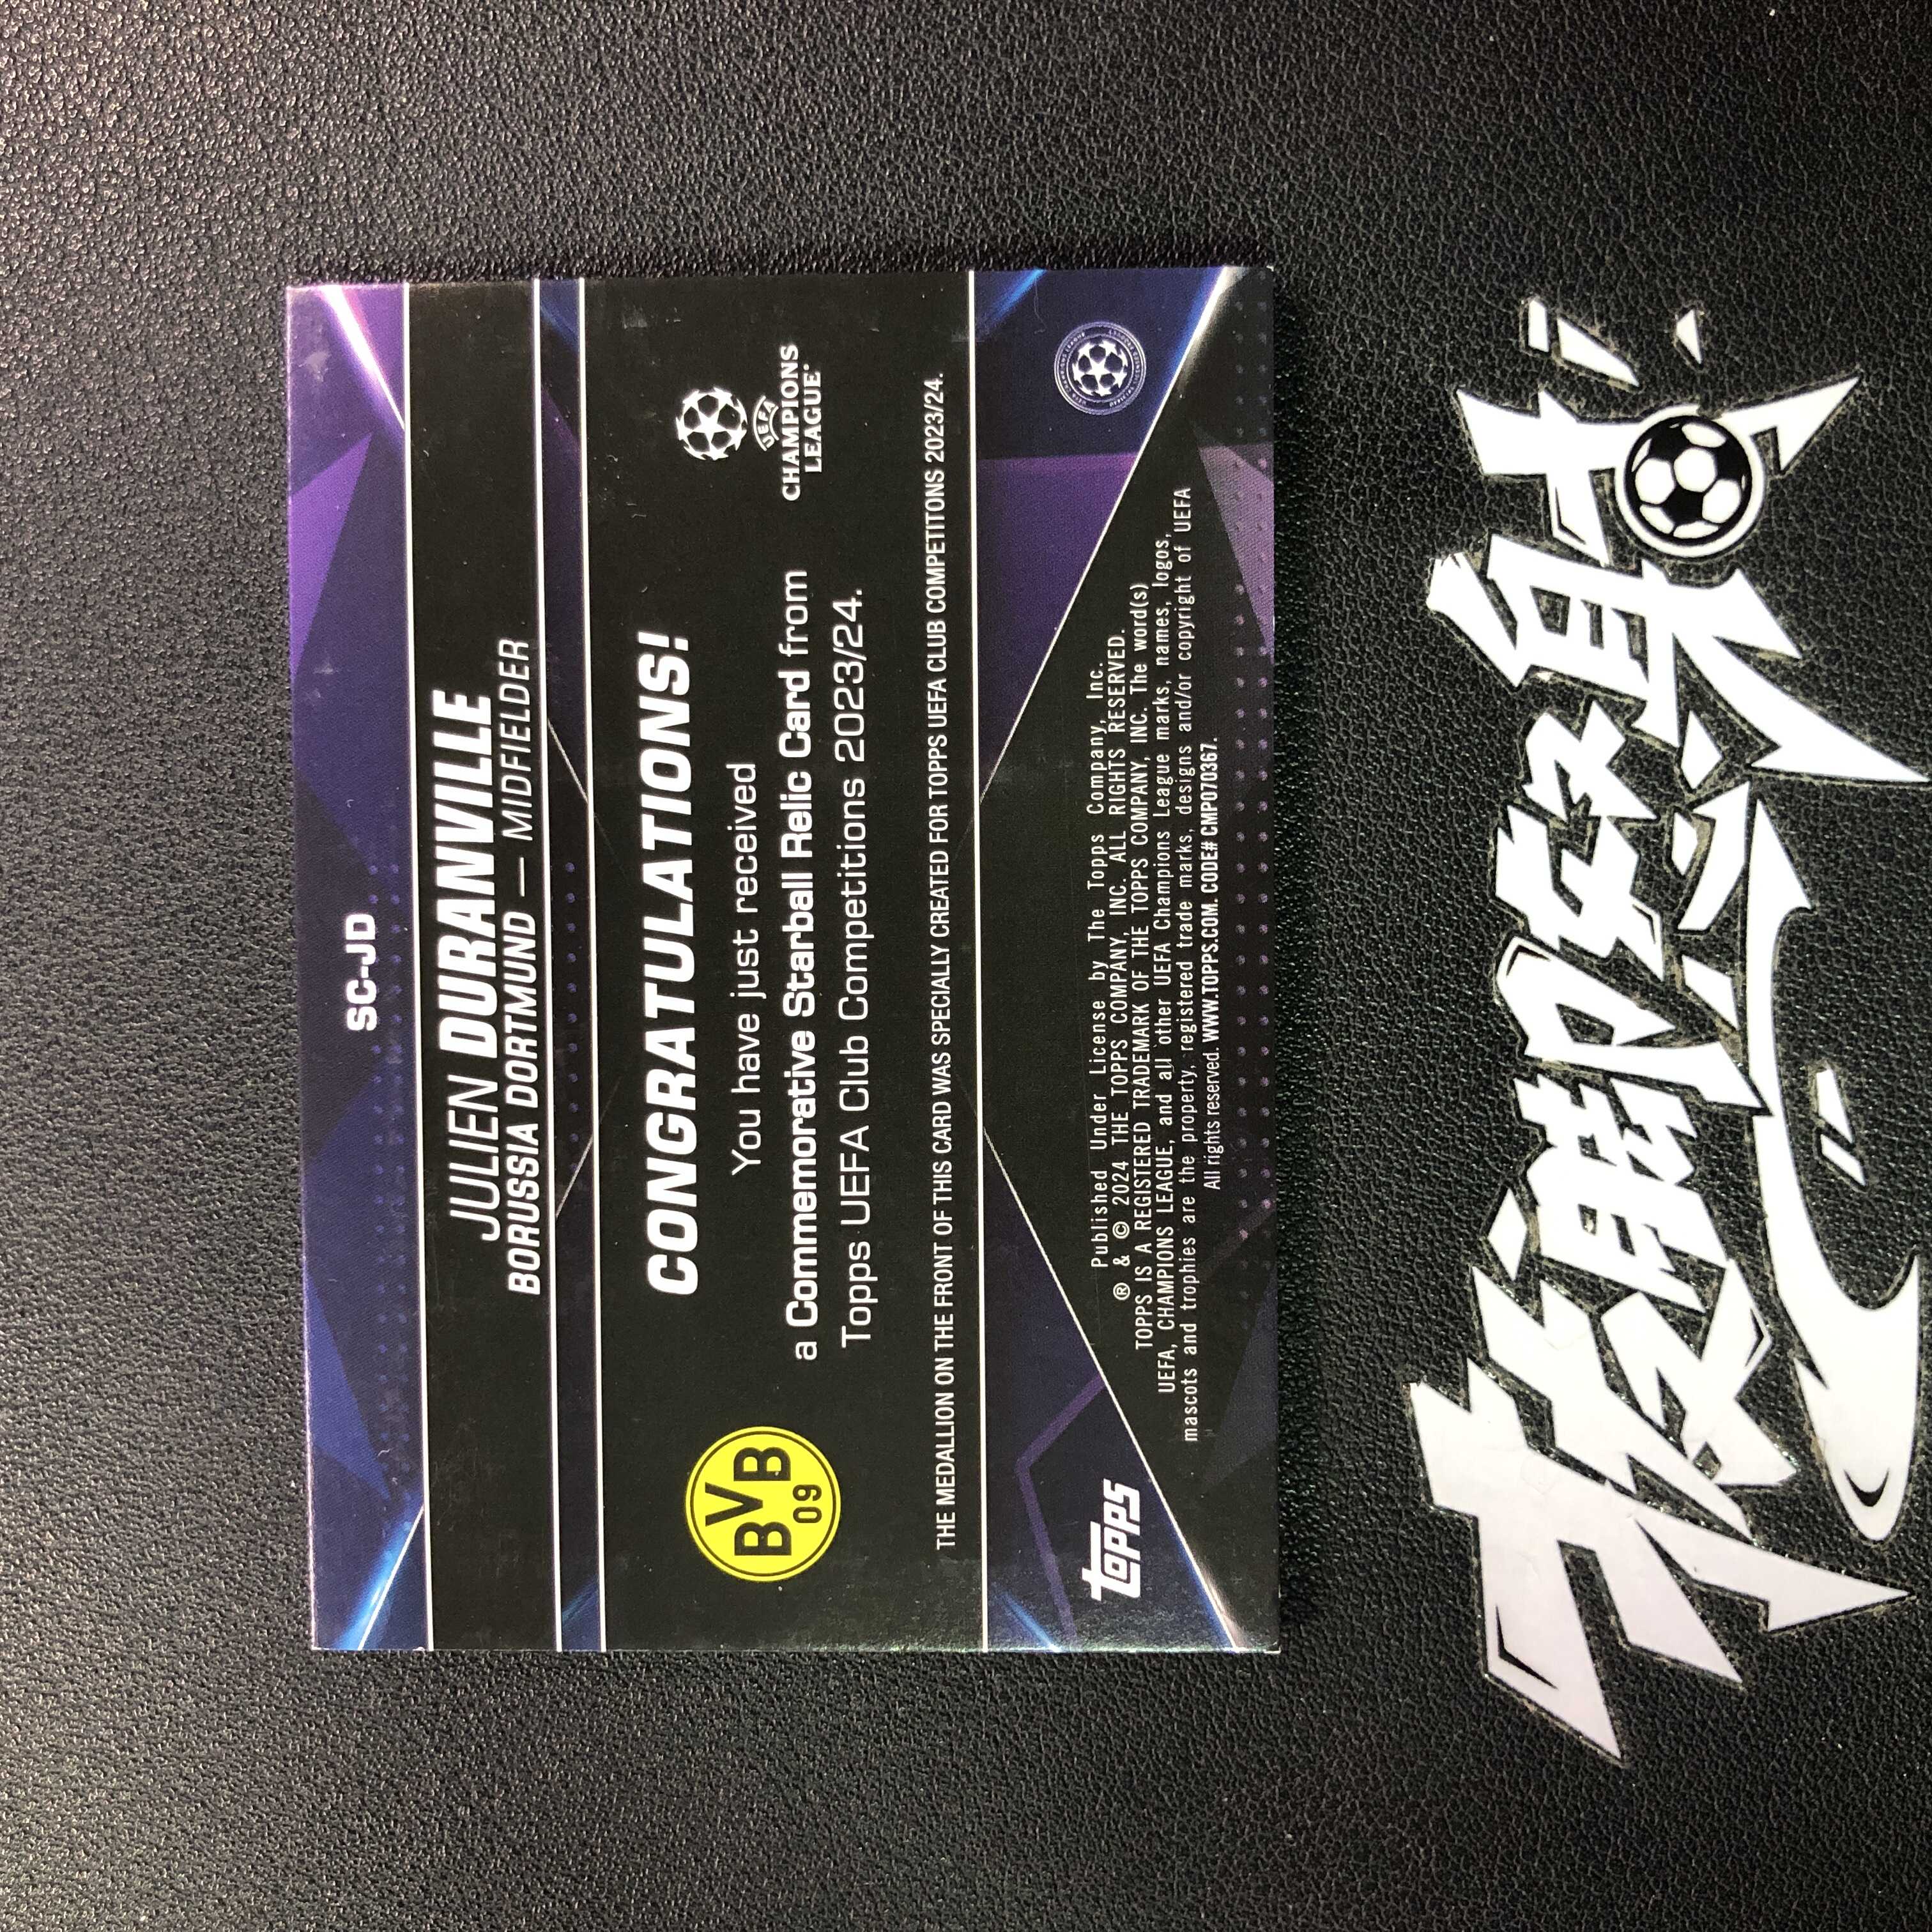 SC-JD
JULIEN DURANVILLE
BORUSSIA DORTMUND – MIDFIELDER
CONGRATULATIONS!
You have just received
a Commemorative Starball Relic Card from
Topps UEFA Club Competitions 2023/24.
BVB
09
UEFA
CHAMPIONS
LEAGUE®
THE MEDALLION ON THE FRONT OF THIS CARD WAS SPECIALLY CREATED FOR TOPPS UEFA CLUB COMPETITONS 2023/24.
topps
Published Under License by The Topps Company, Inc.
® & © 2024 THE TOPPS COMPANY, INC. ALL RIGHTS RESERVED.
TOPPS IS A REGISTERED TRADEMARK OF THE TOPPS COMPANY, INC. The word(s)
UEFA, CHAMPIONS LEAGUE, and all other UEFA Champions League marks, names, logos,
mascots and trophies are the property, registered trade marks, designs and/or copyright of UEFA
All rights reserved. WWW.TOPPS.COM. CODE# CMP070367.